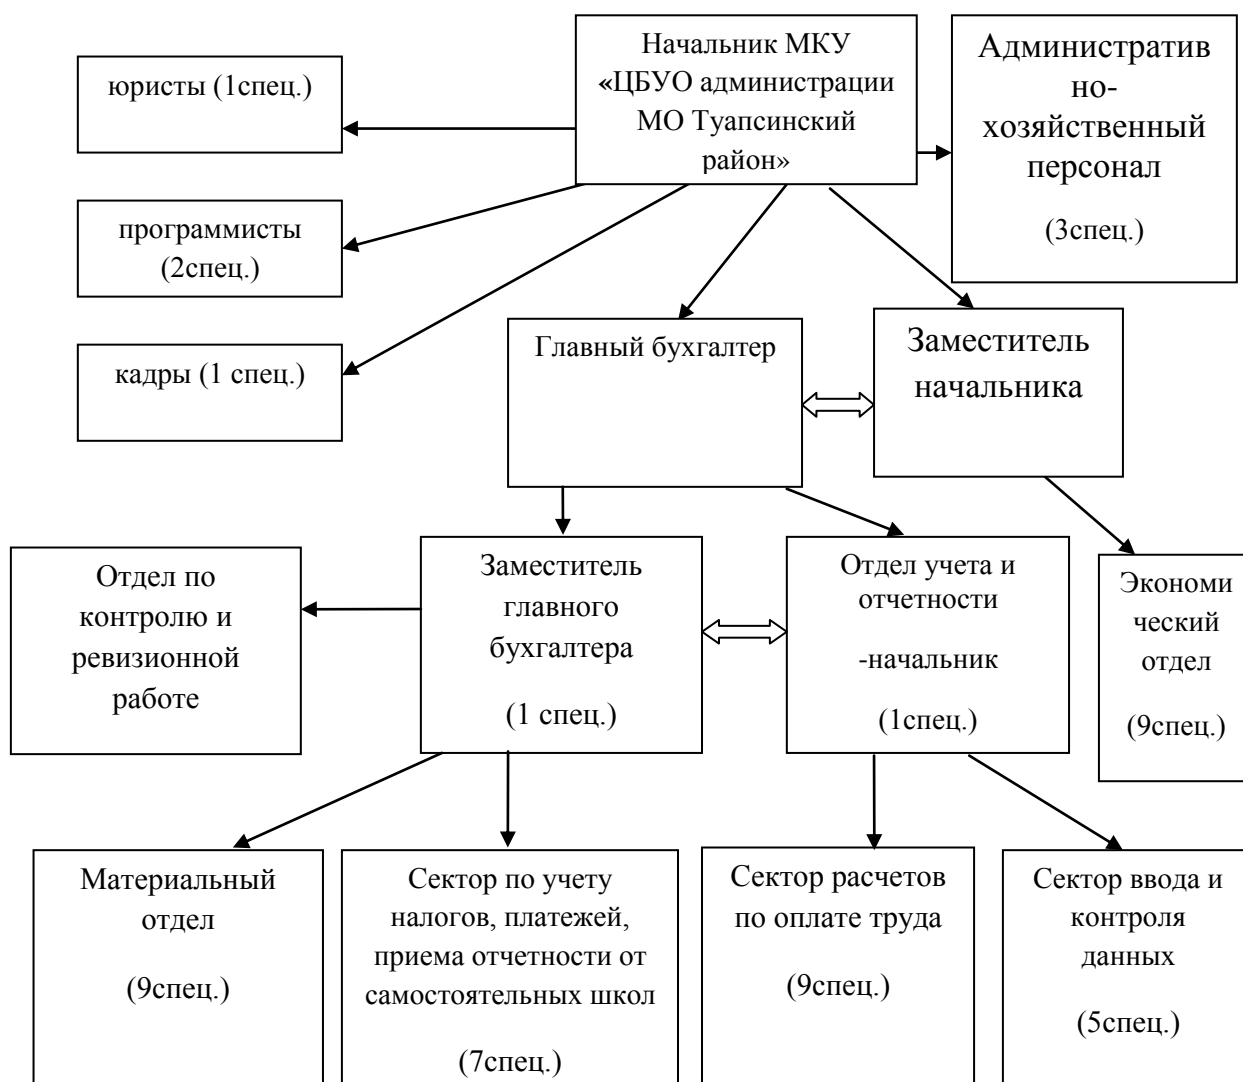 Начальник МКУ
«ЦБУО администрации
МО Туапсинский
район»
Административ
но-
хозяйственный
персонал
(3спец.)
юристы (1спец.)
программисты
(2спец.)
кадры (1 спец.)
Главный бухгалтер
Заместитель
начальника
Отдел по
контролю и
ревизионной
работе
Заместитель
главного
бухгалтера
(1 спец.)
Отдел учета и
отчетности
-начальник
(1спец.)
Экономи
ческий
отдел
(9спец.)
Материальный
отдел
(9спец.)
Сектор по учету
налогов, платежей,
приема отчетности от
самостоятельных школ
(7спец.)
Сектор расчетов
по оплате труда
(9спец.)
Сектор ввода и
контроля
данных
(5спец.)